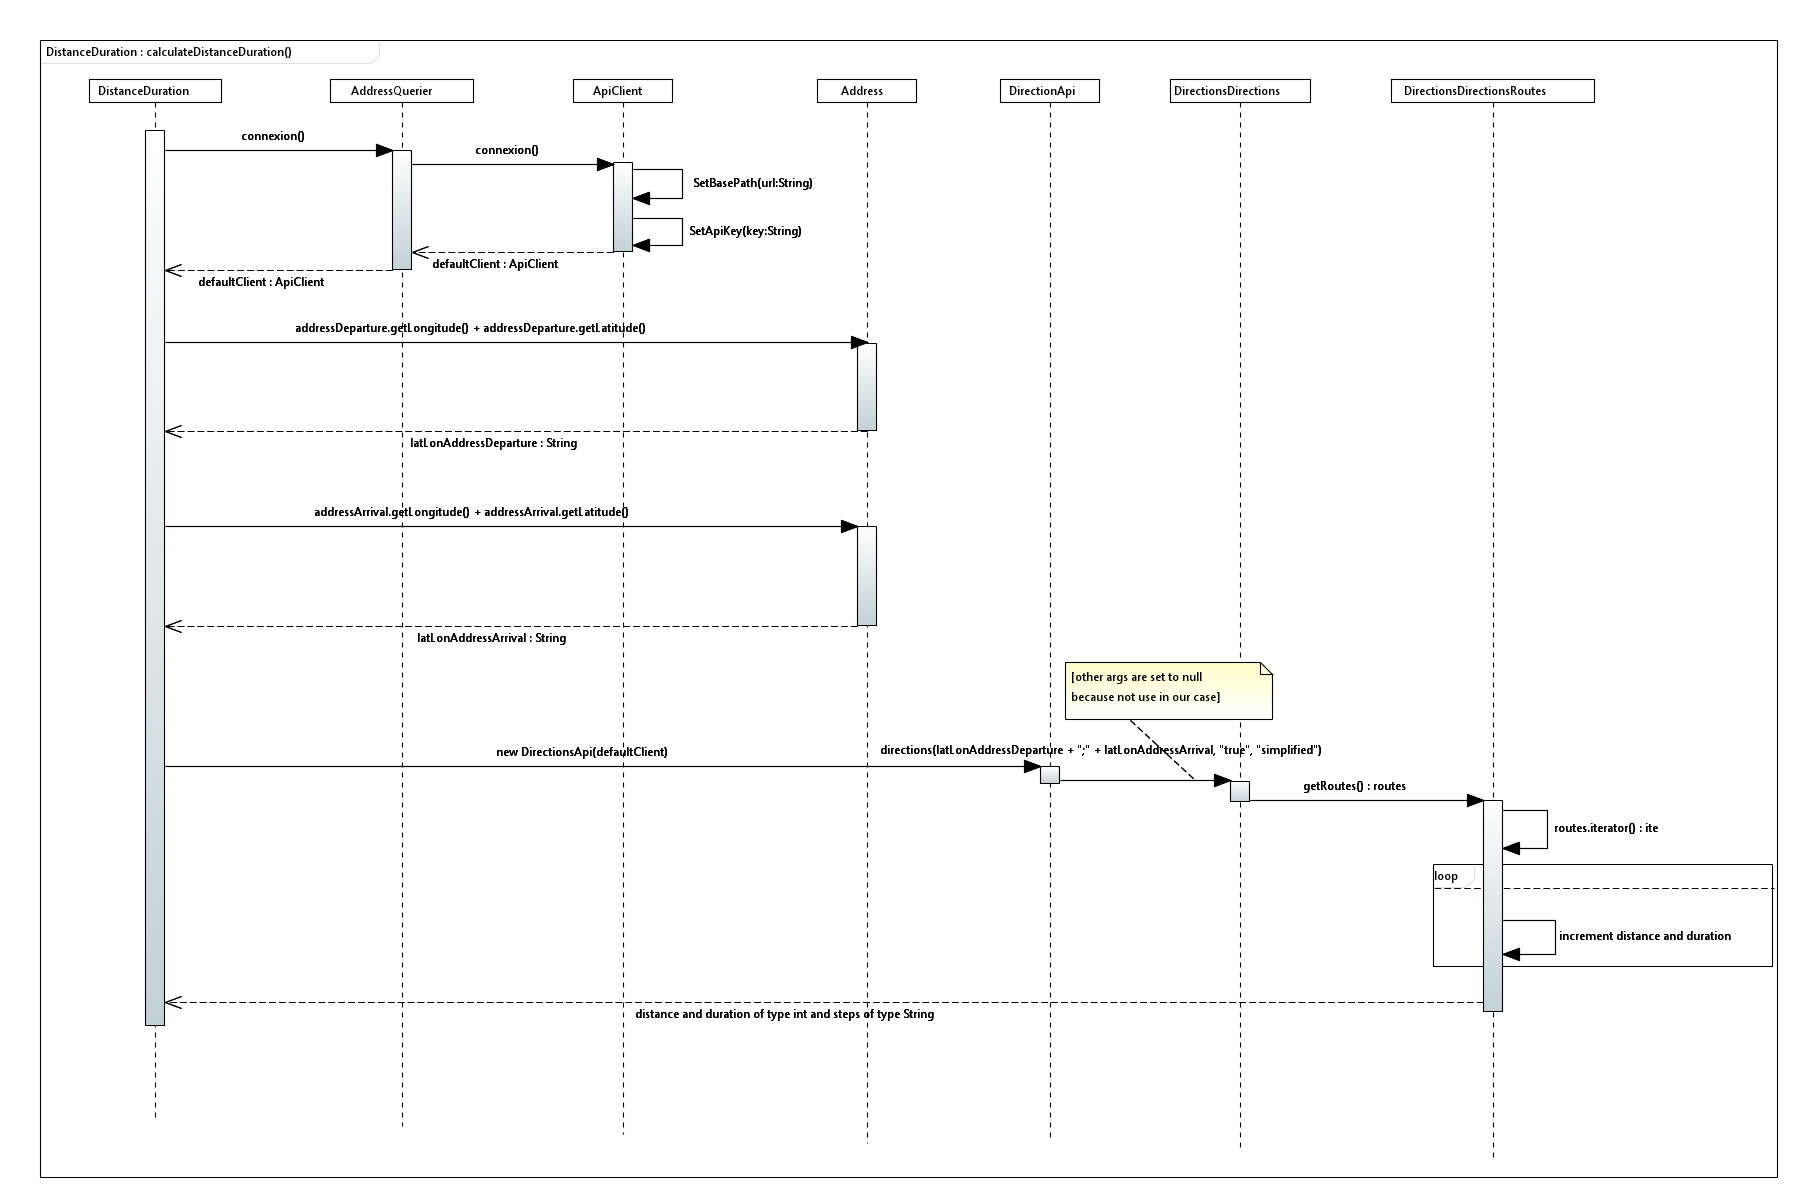 DistanceDuration : calculateDistanceDuration()
DistanceDuration
AddressQuerier
ApiClient
Address
DirectionApi
DirectionsDirections
DirectionsDirectionsRoutes
connexion()
connexion()
SetBasePath(url:String)
SetApiKey(key:String)
defaultClient : ApiClient
defaultClient : ApiClient
addressDeparture.getLongitude() + addressDeparture.getLatitude()
latLonAddressDeparture : String
addressArrival.getLongitude() + addressArrival.getLatitude()
latLonAddressArrival : String
[other args are set to null
because not use in our case]
new DirectionsApi(defaultClient)
directions(latLonAddressDeparture + ";" + latLonAddressArrival, "true", "simplified")
getRoutes() : routes
routes.iterator() : ite
loop
increment distance and duration
distance and duration of type int and steps of type String